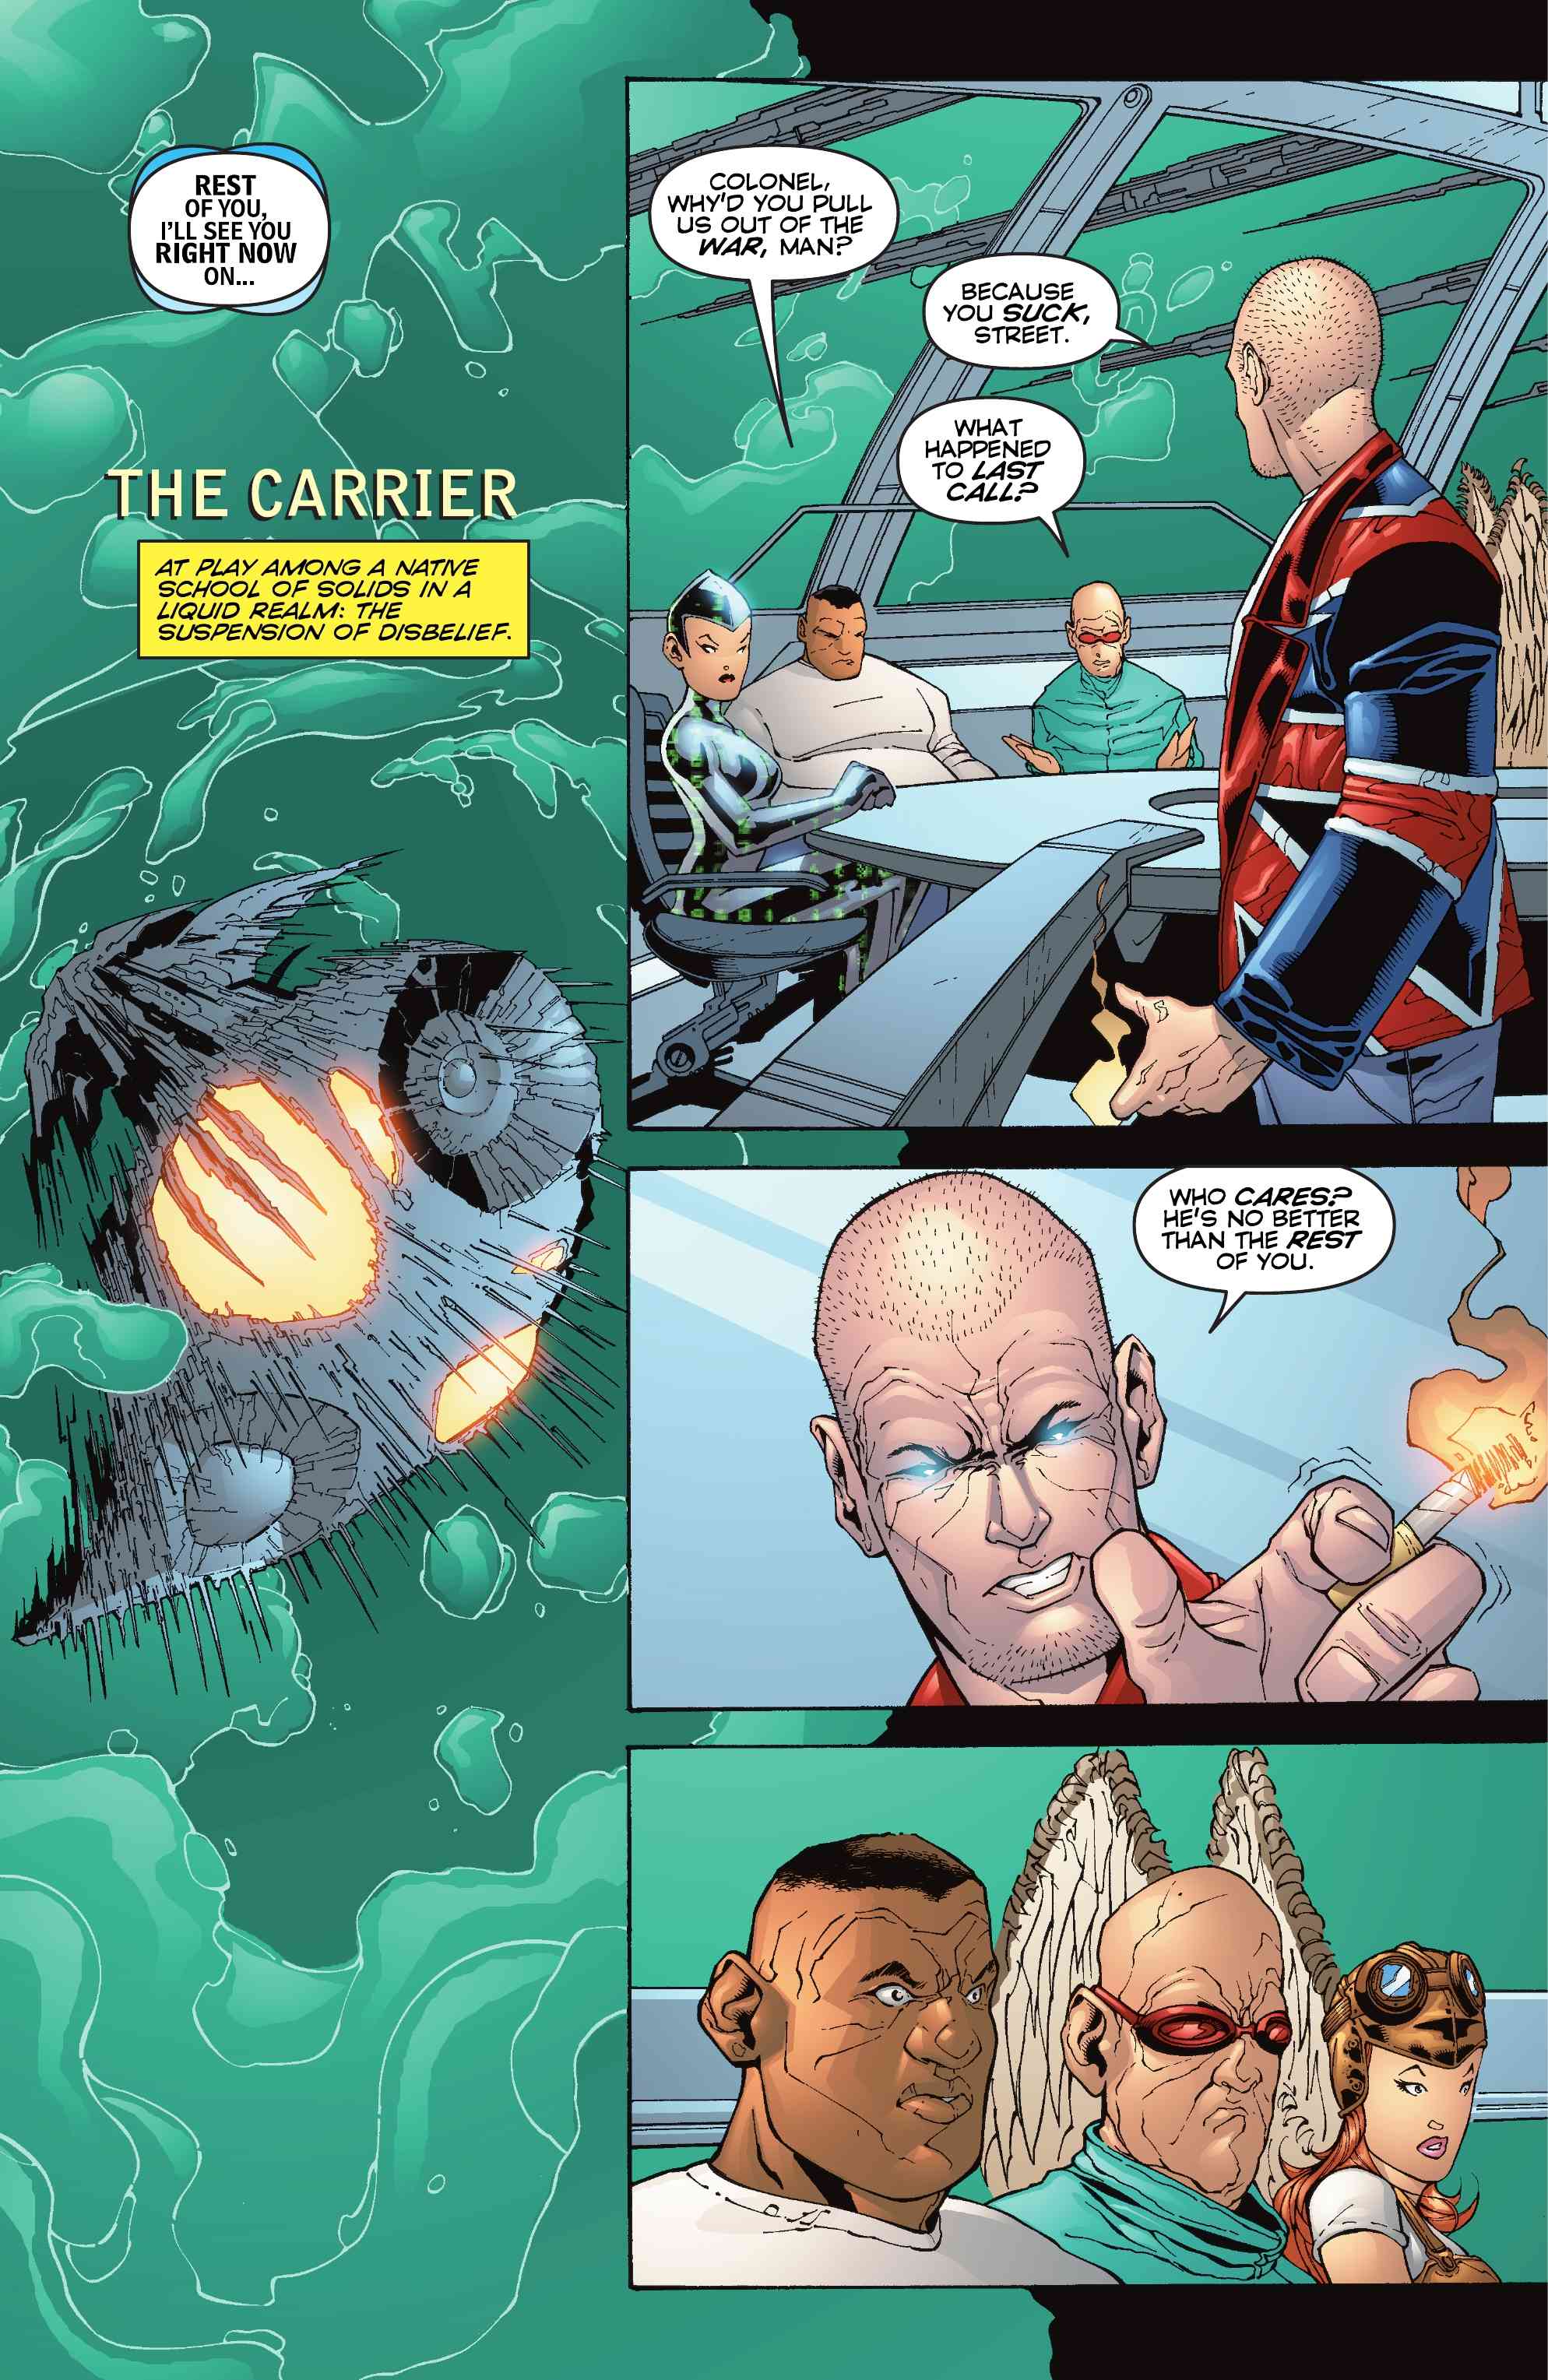 REST
OF YOU,
I'LL SEE YOU
RIGHT NOW
ON...
THE CARRIER
AT PLAY AMONG A NATIVE
SCHOOL OF SOLIDS IN A
LIQUID REALM: THE
SUSPENSION OF DISBELIEF.
COLONEL,
WHY'D YOU PULL
US OUT OF THE
WAR, MAN?
BECAUSE
YOU SUCK,
STREET.
WHAT
HAPPENED
TO LAST
CALL?
WHO CARES?
HE'S NO BETTER
THAN THE REST
OF YOU.